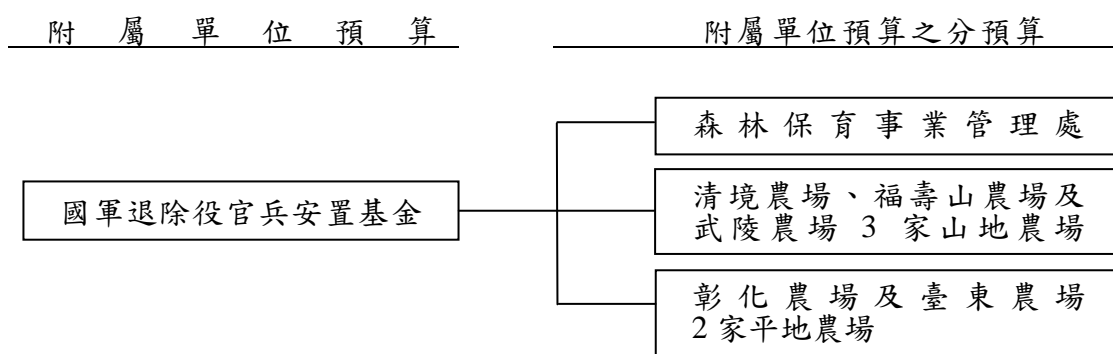 附屬單位預算
附屬單位預算之分預算
森林保育事業管理處
國軍退除役官兵安置基金
清境農場、福壽山農場及
武陵農場 3 家山地農場
彰化農場及臺東農場
2 家平地農場